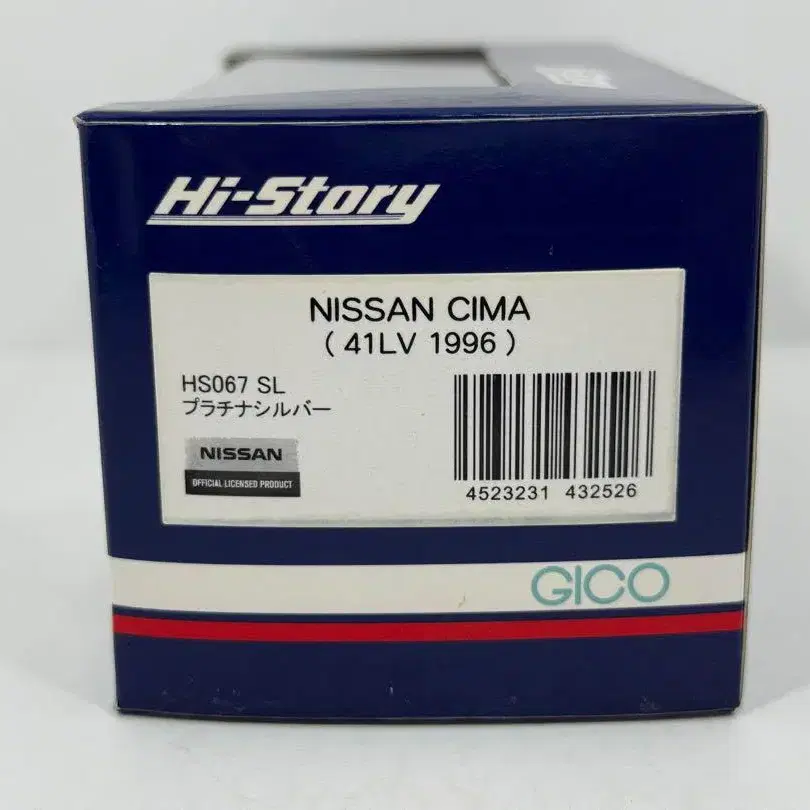 Hi-Story
NISSAN CIMA
( 41LV 1996 )
HS067 SL
プラチナシルバー
NISSAN
OFFICIAL LICENSED PRODUCT
4523231 432526
GICO